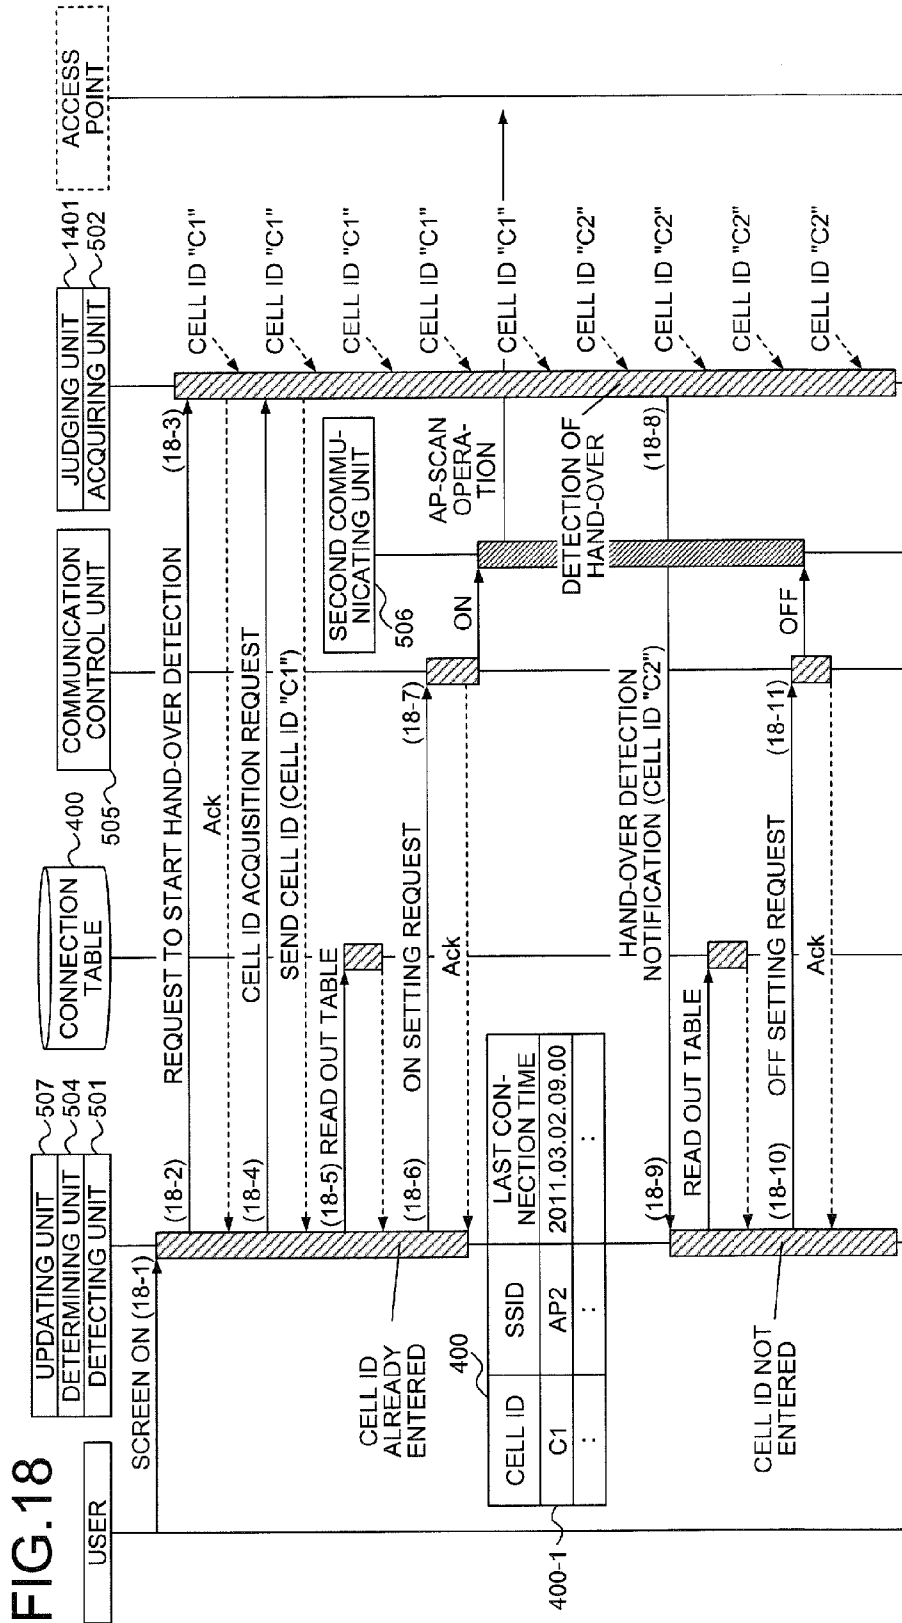 FIG.18
USER
UPDATING UNIT
DETERMINING UNIT
DETECTING UNIT
507
504
501
CONNECTION
TABLE
400
COMMUNICATION
CONTROL UNIT
505
JUDGING UNIT
ACQUIRING UNIT
1401
502
ACCESS
POINT
SCREEN ON (18-1)
(18-2)
REQUEST TO START HAND-OVER DETECTION
(18-3)
CELL ID "C1"
Ack
(18-4)
CELL ID ACQUISITION REQUEST
CELL ID "C1"
SEND CELL ID (CELL ID "C1")
(18-5) READ OUT TABLE
CELL ID "C1"
SECOND COMMU-
NICATING UNIT
506
CELL ID
ALREADY
ENTERED
(18-6)
ON SETTING REQUEST
(18-7)
ON
CELL ID "C1"
Ack
AP-SCAN
OPERA-
TION
CELL ID "C1"
400
CELL ID
SSID
LAST CON-
NECTION TIME
C1
AP2
2011.03.02.09.00
:
:
:
400-1
DETECTION OF
HAND-OVER
CELL ID "C2"
(18-8)
CELL ID "C2"
HAND-OVER DETECTION
NOTIFICATION (CELL ID "C2")
(18-9)
READ OUT TABLE
CELL ID "C2"
CELL ID NOT
ENTERED
(18-10)
OFF SETTING REQUEST
(18-11)
OFF
CELL ID "C2"
Ack